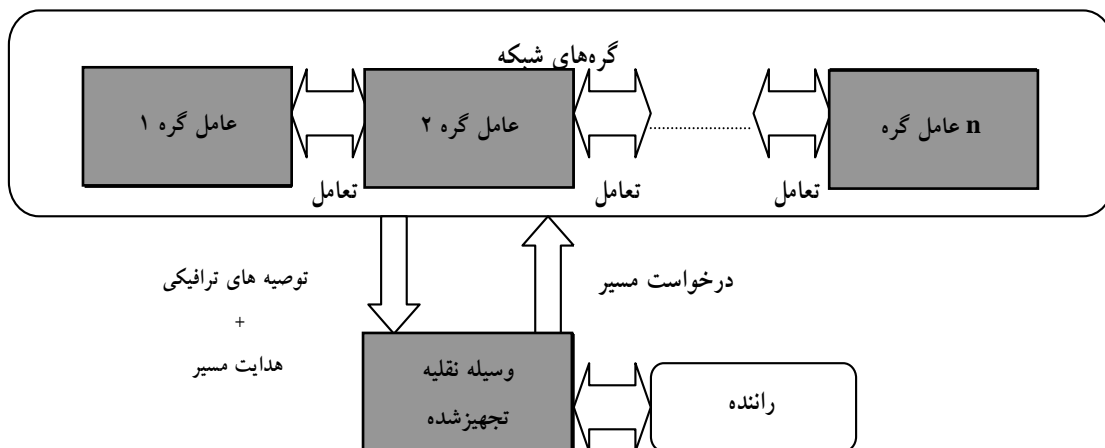 گره‌های شبکه
عامل گره ۱
عامل گره ۲
....................
عامل گره n
تعامل
تعامل
تعامل
توصیه های ترافیکی
+
هدایت مسیر
درخواست مسیر
وسیله نقلیه
تجهیزشده
راننده